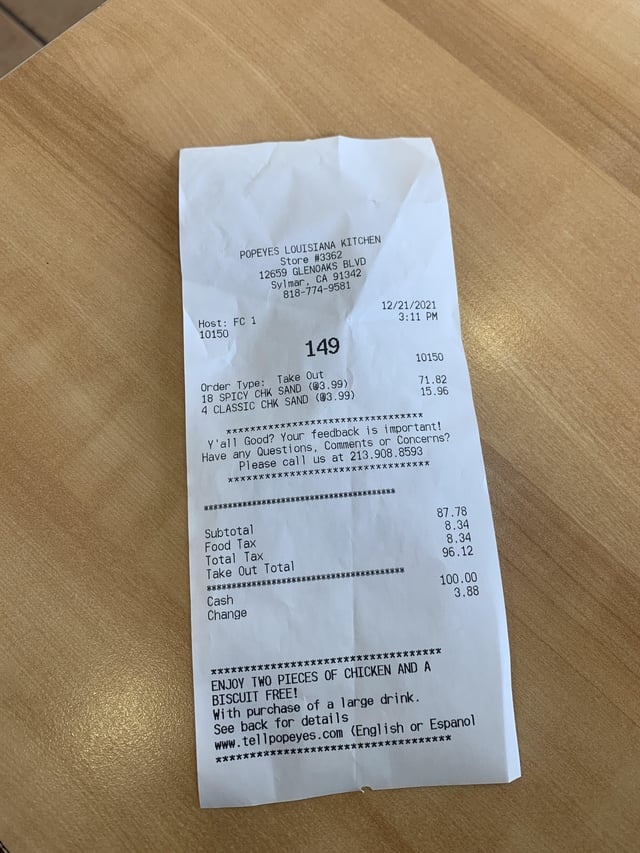 POPEYES LOUISIANA KITCHEN
Store #3362
12659 GLENOAKS BLVD
Sylmar, CA 91342
818-774-9581
12/21/2021
Host: FC 1 3:11 PM
10150
149
10150
Order Type: Take Out
18 SPICY CHK SAND (@3.99) 71.82
4 CLASSIC CHK SAND (@3.99) 15.96
************************************
Y'all Good? Your feedback is important!
Have any Questions, Comments or Concerns?
Please call us at 213.908.8593
************************************
****************************************
Subtotal 87.78
Food Tax 8.34
Total Tax 8.34
Take Out Total 96.12
****************************************
Cash 100.00
Change 3.88
************************************
ENJOY TWO PIECES OF CHICKEN AND A
BISCUIT FREE!
With purchase of a large drink.
See back for details
www.tellpopeyes.com (English or Espanol
************************************